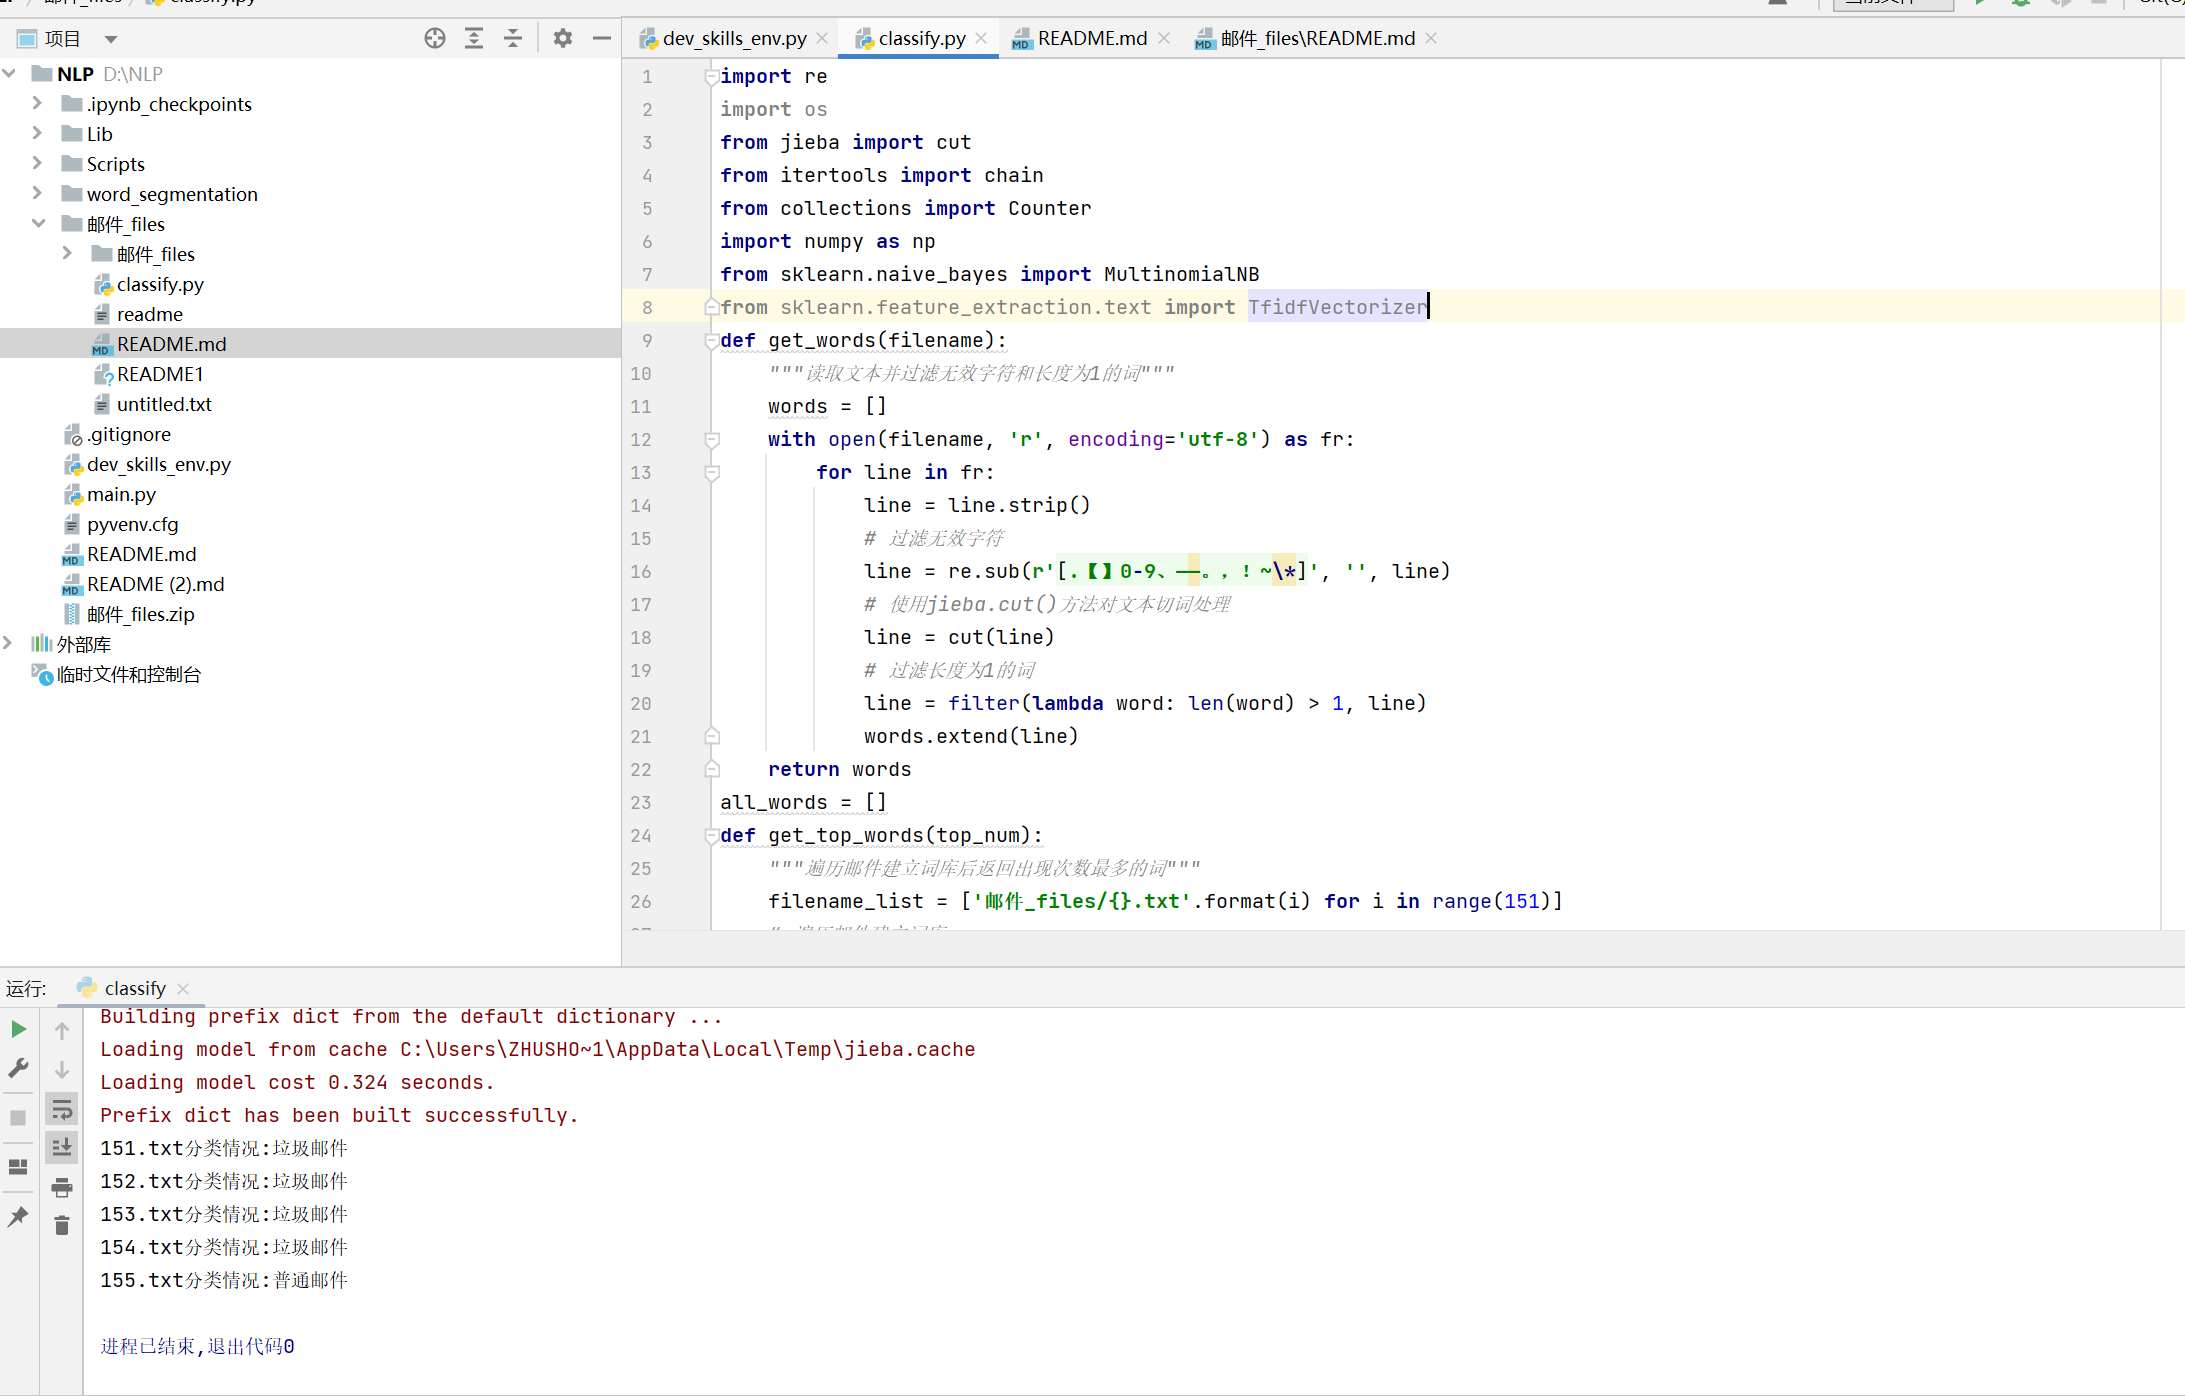 邮件_files
classify.py
当前文件
项目
NLP D:\NLP
.ipynb_checkpoints
Lib
Scripts
word_segmentation
邮件_files
邮件_files
classify.py
readme
README.md
README1
untitled.txt
.gitignore
dev_skills_env.py
main.py
pyvenv.cfg
README.md
README (2).md
邮件_files.zip
外部库
临时文件和控制台
dev_skills_env.py
classify.py
README.md
邮件_files\README.md
1 import re
2 import os
3 from jieba import cut
4 from itertools import chain
5 from collections import Counter
6 import numpy as np
7 from sklearn.naive_bayes import MultinomialNB
8 from sklearn.feature_extraction.text import TfidfVectorizer
9 def get_words(filename):
10 """读取文本并过滤无效字符和长度为1的词"""
11 words = []
12 with open(filename, 'r', encoding='utf-8') as fr:
13 for line in fr:
14 line = line.strip()
15 # 过滤无效字符
16 line = re.sub(r'[.【】0-9、——。，！~\*]', '', line)
17 # 使用jieba.cut()方法对文本切词处理
18 line = cut(line)
19 # 过滤长度为1的词
20 line = filter(lambda word: len(word) > 1, line)
21 words.extend(line)
22 return words
23 all_words = []
24 def get_top_words(top_num):
25 """遍历邮件建立词库后返回出现次数最多的词"""
26 filename_list = ['邮件_files/{}.txt'.format(i) for i in range(151)]
运行:
classify
Building prefix dict from the default dictionary ...
Loading model from cache C:\Users\ZHUSHO~1\AppData\Local\Temp\jieba.cache
Loading model cost 0.324 seconds.
Prefix dict has been built successfully.
151.txt分类情况:垃圾邮件
152.txt分类情况:垃圾邮件
153.txt分类情况:垃圾邮件
154.txt分类情况:垃圾邮件
155.txt分类情况:普通邮件
进程已结束,退出代码0